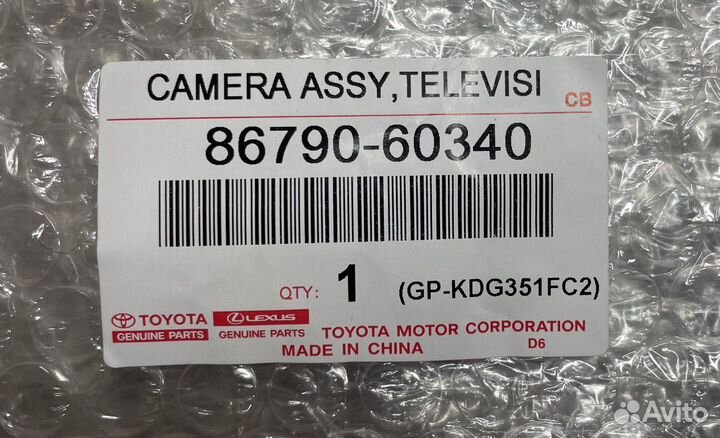 CAMERA ASSY,TELEVISI
CB
86790-60340
QTY: 1 (GP-KDG351FC2)
TOYOTA LEXUS
GENUINE PARTS GENUINE PARTS TOYOTA MOTOR CORPORATION
MADE IN CHINA D6
Avito